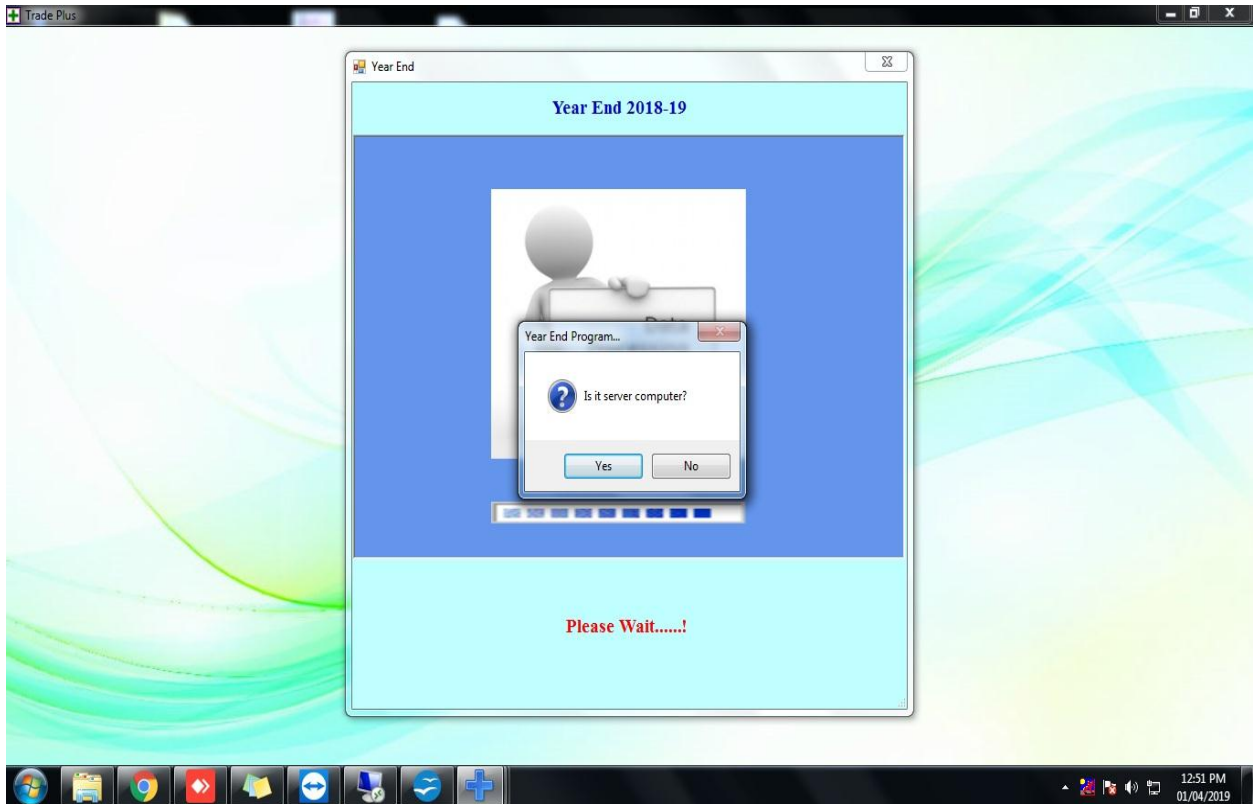 Trade Plus
Year End
Year End 2018-19
Year End Program...
Is it server computer?
Yes No
Please Wait......!
12:51 PM
01/04/2019